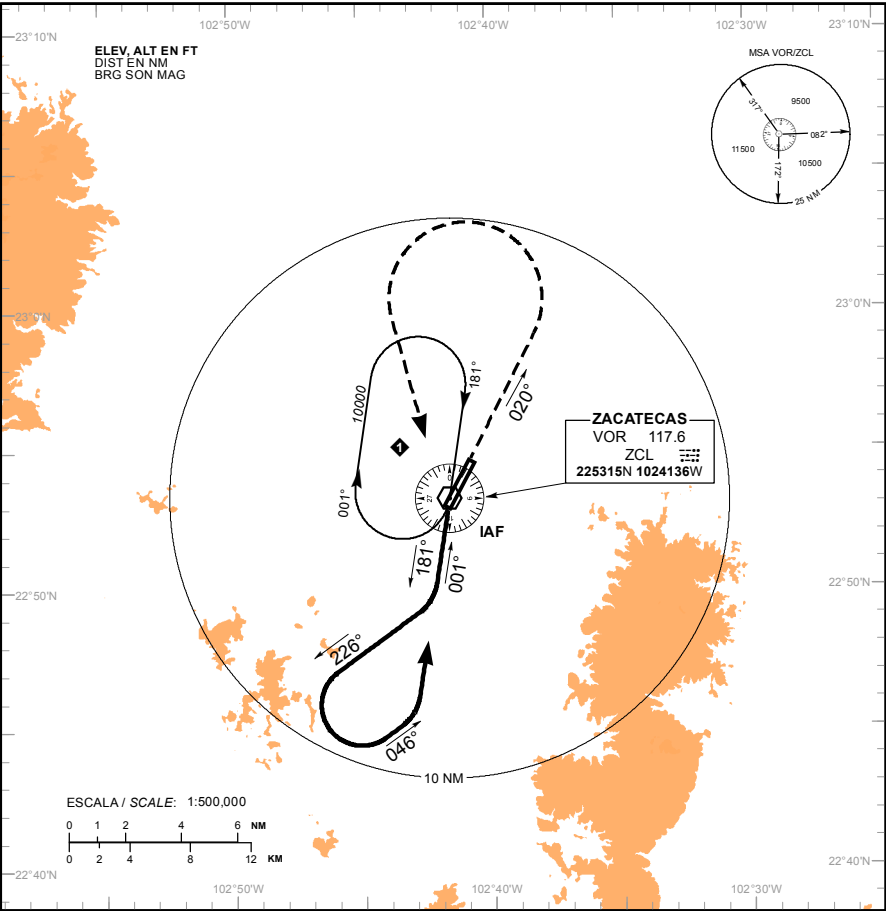 102°50'W 102°40'W 102°30'W
23°10'N 23°10'N
ELEV, ALT EN FT
DIST EN NM
BRG SON MAG
MSA VOR/ZCL
317°
9500
082°
11500
172°
10500
25 NM
23°0'N 23°0'N
10000
181°
020°
1
ZACATECAS
VOR 117.6
ZCL
225315N 1024136W
001°
27
9
IAF
181°
001°
22°50'N 22°50'N
226°
046°
10 NM
ESCALA / SCALE: 1:500,000
0 1 2 4 6 NM
0 2 4 8 12 KM
22°40'N 22°40'N
102°50'W 102°40'W 102°30'W